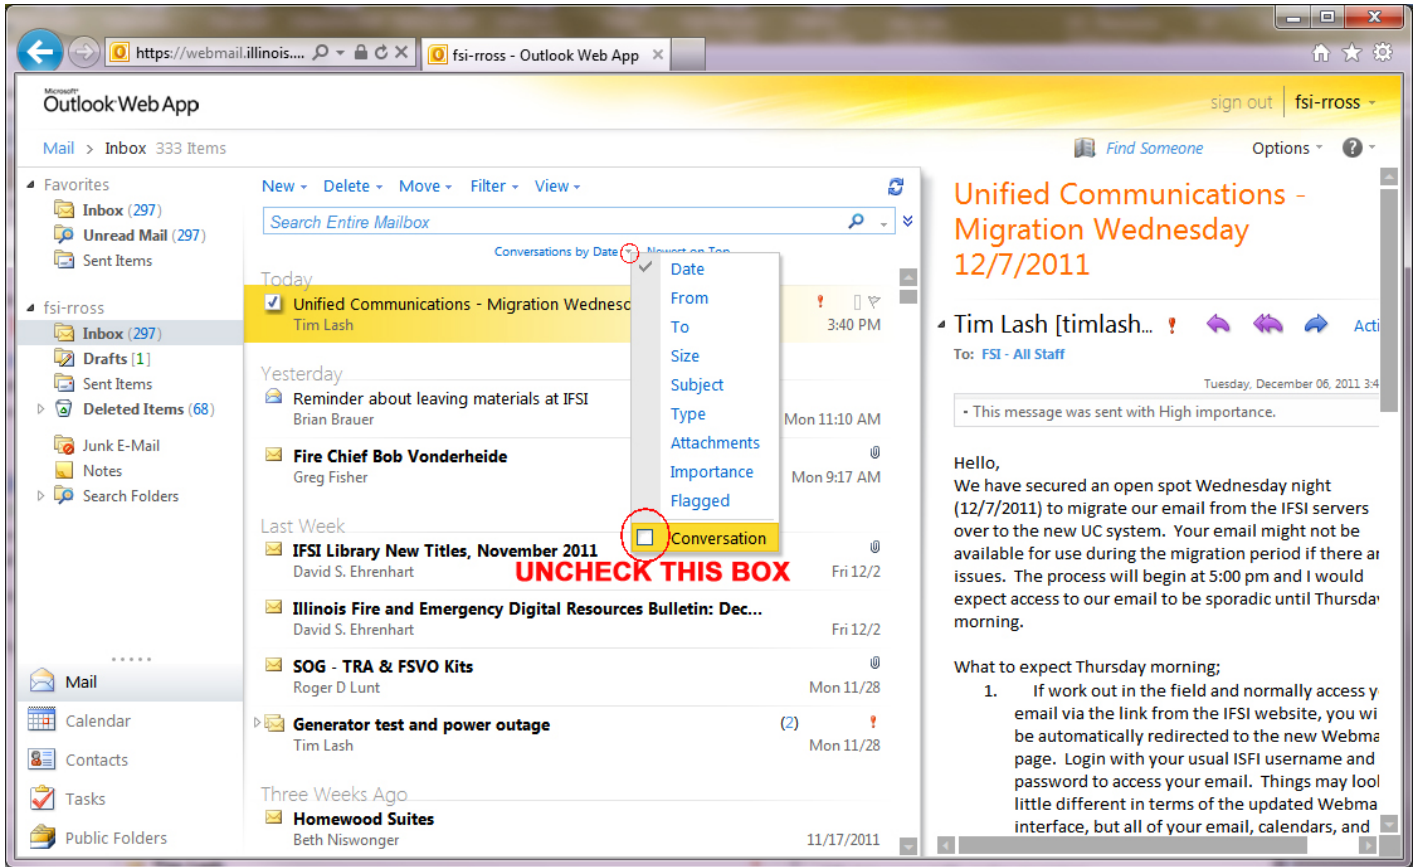 https://webmail.illinois....
fsi-rross - Outlook Web App
Microsoft®
Outlook Web App
sign out
fsi-rross
Mail > Inbox 333 Items
Find Someone
Options
?
Favorites
Inbox (297)
Unread Mail (297)
Sent Items
fsi-rross
Inbox (297)
Drafts [1]
Sent Items
Deleted Items (68)
Junk E-Mail
Notes
Search Folders
Mail
Calendar
Contacts
Tasks
Public Folders
New Delete Move Filter View
Search Entire Mailbox
Conversations by Date Newest on Top
Today
Unified Communications - Migration Wednesd
Tim Lash 3:40 PM
Yesterday
Reminder about leaving materials at IFSI
Brian Brauer Mon 11:10 AM
Fire Chief Bob Vonderheide
Greg Fisher Mon 9:17 AM
Last Week
IFSI Library New Titles, November 2011
David S. Ehrenhart Fri 12/2
Illinois Fire and Emergency Digital Resources Bulletin: Dec...
David S. Ehrenhart Fri 12/2
SOG - TRA & FSVO Kits
Roger D Lunt Mon 11/28
Generator test and power outage (2)
Tim Lash Mon 11/28
Three Weeks Ago
Homewood Suites
Beth Niswonger 11/17/2011
Date
From
To
Size
Subject
Type
Attachments
Importance
Flagged
Conversation
UNCHECK THIS BOX
Unified Communications -
Migration Wednesday
12/7/2011
Tim Lash [timlash... Acti
To: FSI - All Staff
Tuesday, December 06, 2011 3:4
• This message was sent with High importance.
Hello,
We have secured an open spot Wednesday night
(12/7/2011) to migrate our email from the IFSI servers
over to the new UC system. Your email might not be
available for use during the migration period if there ar
issues. The process will begin at 5:00 pm and I would
expect access to our email to be sporadic until Thursday
morning.
What to expect Thursday morning;
1. If work out in the field and normally access y
email via the link from the IFSI website, you wi
be automatically redirected to the new Webma
page. Login with your usual ISFI username and
password to access your email. Things may lool
little different in terms of the updated Webma
interface, but all of your email, calendars, and